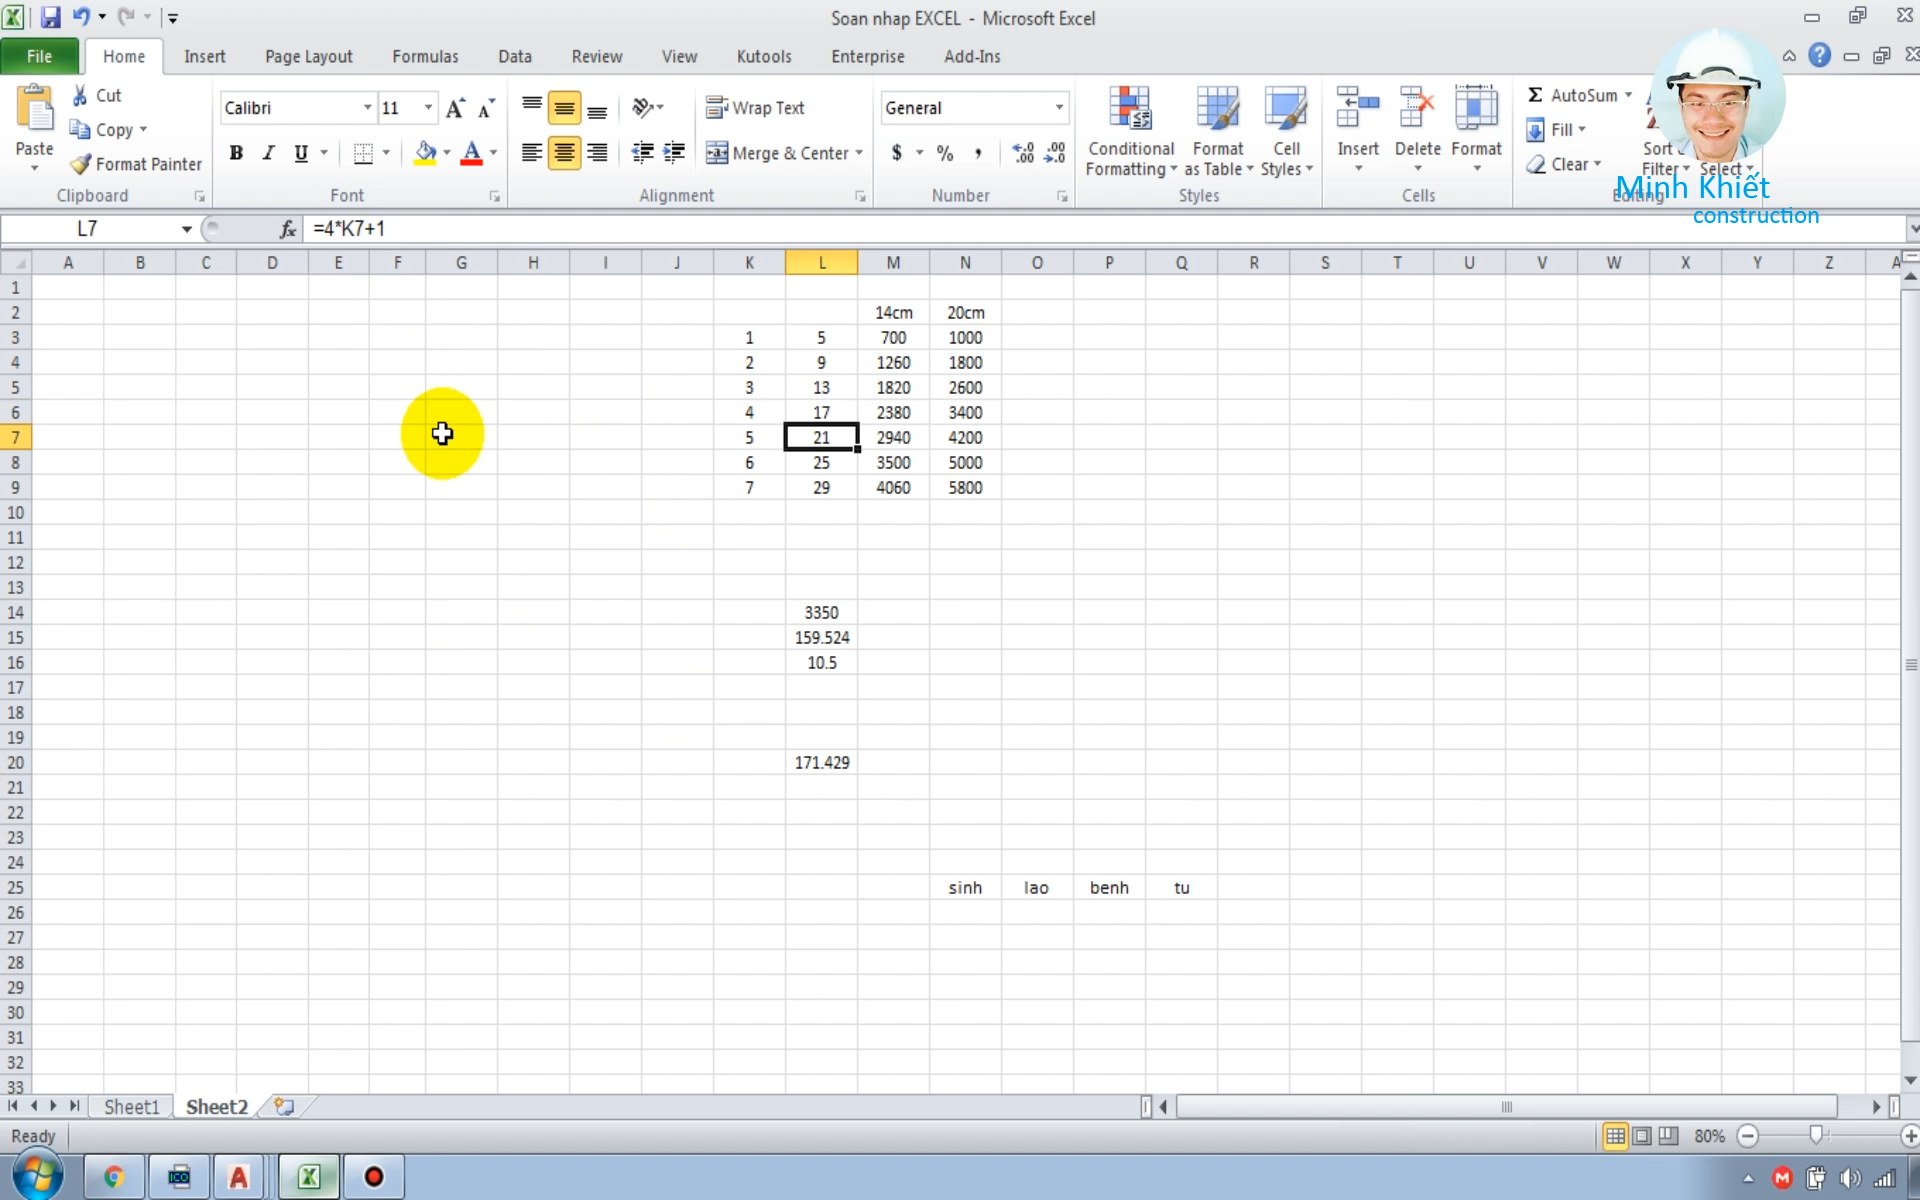 Soan nhap EXCEL - Microsoft Excel
File Home Insert Page Layout Formulas Data Review View Kutools Enterprise Add-Ins
Paste Cut Copy Format Painter Clipboard
Calibri 11 B I U Font
Wrap Text Merge & Center Alignment
General $ % , Number
Conditional Formatting Format as Table Cell Styles Styles
Insert Delete Format Cells
Σ AutoSum Fill Clear Sort Filter Select Editing
Minh Khiết
construction
L7 fx =4*K7+1
A B C D E F G H I J K L M N O P Q R S T U V W X Y Z A
1
2 14cm 20cm
3 1 5 700 1000
4 2 9 1260 1800
5 3 13 1820 2600
6 4 17 2380 3400
7 5 21 2940 4200
8 6 25 3500 5000
9 7 29 4060 5800
10
11
12
13
14 3350
15 159.524
16 10.5
17
18
19
20 171.429
21
22
23
24
25 sinh lao benh tu
26
27
28
29
30
31
32
33
Sheet1 Sheet2
Ready 80%